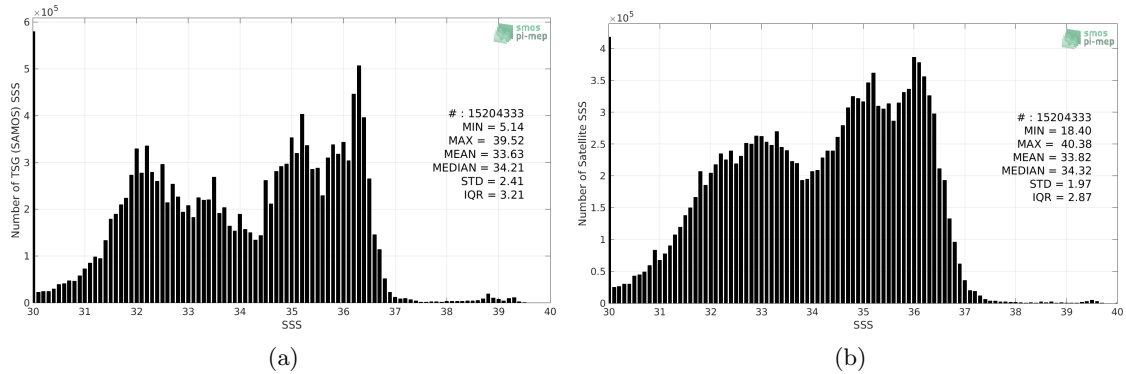 ×10^5
smos
pi-mep
6
5
4
3
2
1
0
Number of TSG (SAMOS) SSS
# : 15204333
MIN = 5.14
MAX = 39.52
MEAN = 33.63
MEDIAN = 34.21
STD = 2.41
IQR = 3.21
30 31 32 33 34 35 36 37 38 39 40
SSS
(a)
×10^5
smos
pi-mep
4
3.5
3
2.5
2
1.5
1
0.5
0
Number of Satellite SSS
# : 15204333
MIN = 18.40
MAX = 40.38
MEAN = 33.82
MEDIAN = 34.32
STD = 1.97
IQR = 2.87
30 31 32 33 34 35 36 37 38 39 40
SSS
(b)